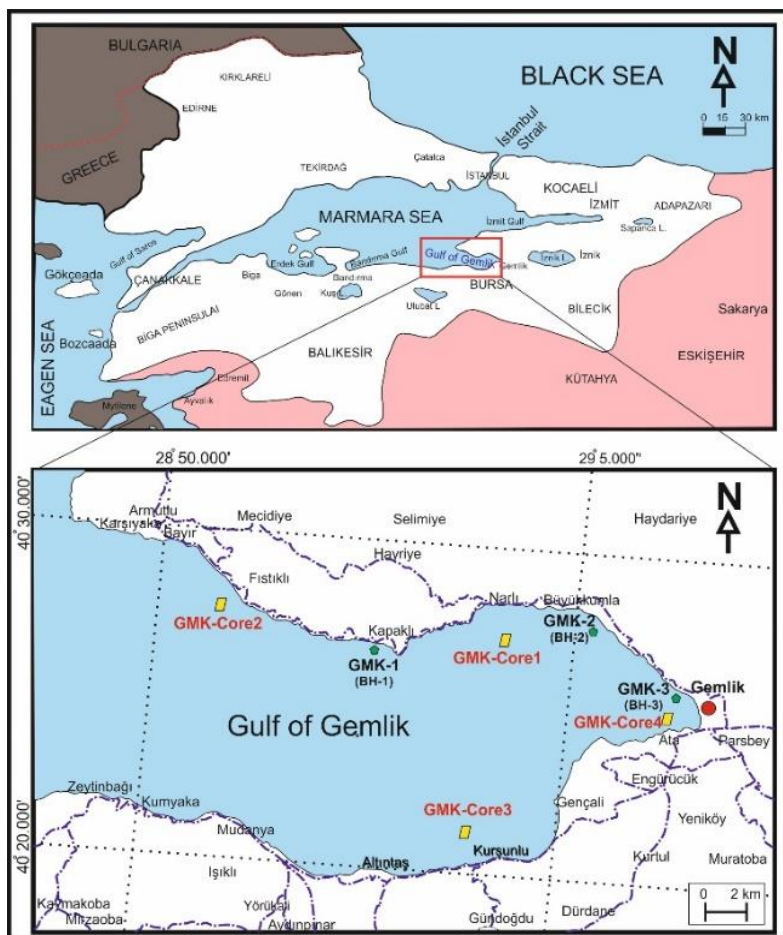 BULGARIA
N
KIRKLARELİ
BLACK SEA
EDİRNE
0 15 30 km
İstanbul
Strait
GREECE
Çatalca
TEKİRDAĞ
İSTANBUL
KOCAELİ
İZMİT
ADAPAZARI
MARMARA SEA
İzmit Gulf
Sapanca L.
Gulf of Saros
Gökçeada
Erdek Gulf
Bandırma Gulf
Gulf of Gemlik
Gemlik
İznik L.
İznik
ÇANAKKALE
Biga
Bandırma
BURSA
Gönen
Kuş L.
Ulubat L.
BİLECİK
Sakarya
Bozcaada
BIGA PENINSULAI
BALIKESİR
ESKİŞEHİR
EAGEN SEA
Edremit
KÜTAHYA
Mytilene
Ayvalık
28° 50.000'
29° 5.000'
40° 30.000'
N
Armutlu
Karşıyaka
Bayır
Mecidiye
Selimiye
Haydariye
Hayriye
Fıstıklı
Narlı
Büyükkumla
GMK-Core2
Kapaklı
GMK-2
(BH-2)
GMK-1
(BH-1)
GMK-Core1
GMK-3
(BH-3)
Gemlik
Gulf of Gemlik
GMK-Core4
Ata
Parsbey
Engürücük
Zeytinbağı
Kumyaka
GMK-Core3
Gençali
Yeniköy
40° 20.000'
Mudanya
Altıntaş
Kurşunlu
Işıklı
Kurtul
Muratoba
Kaymakoba
Mirzaoba
Yörükali
Aydınpınar
Gündoğdu
Dürdane
0 2 km